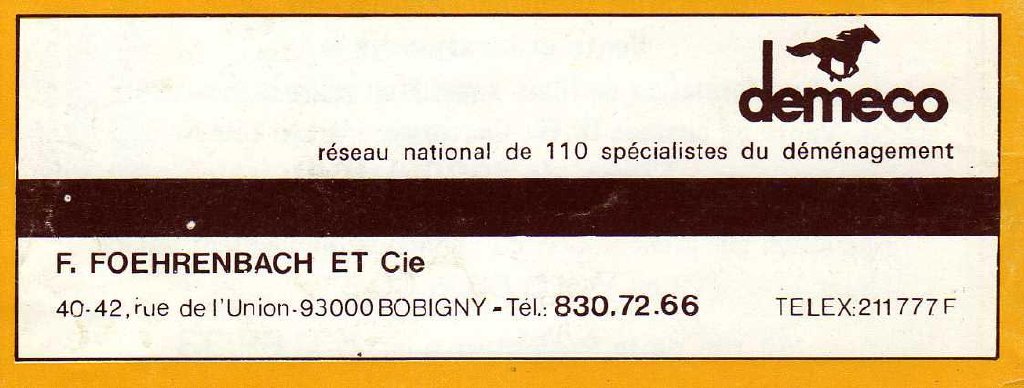 demeco
réseau national de 110 spécialistes du déménagement
F. FOEHRENBACH ET Cie
40-42, rue de l'Union-93000 BOBIGNY - Tél.: 830.72.66 TELEX:211777F